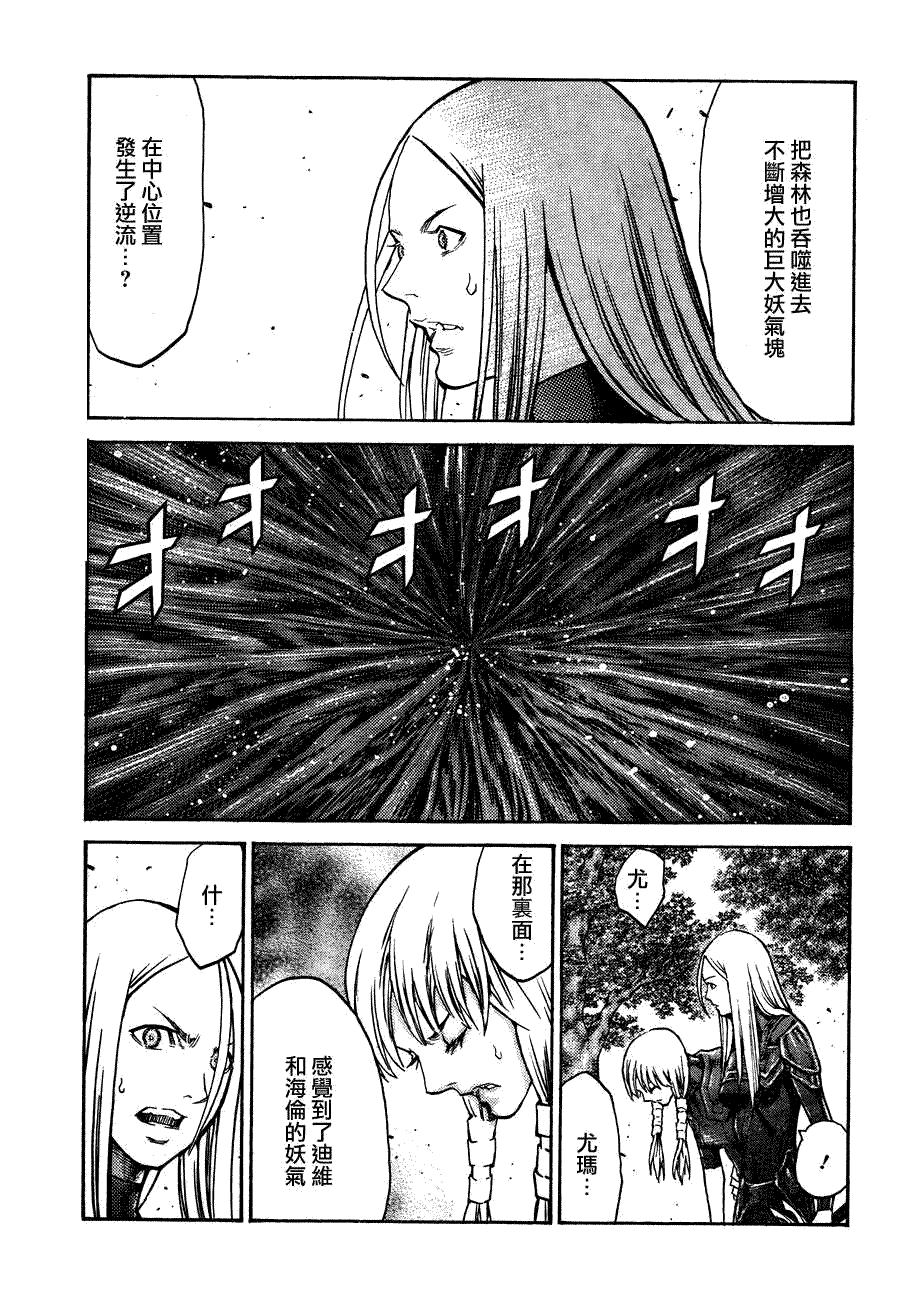 把森林也吞噬進去
不斷增大的巨大妖氣塊
在中心位置
發生了逆流…?
オオオオオオ
尤…
!
尤瑪…
在那裏面…
感覺到了迪維
和海倫的妖氣
什…